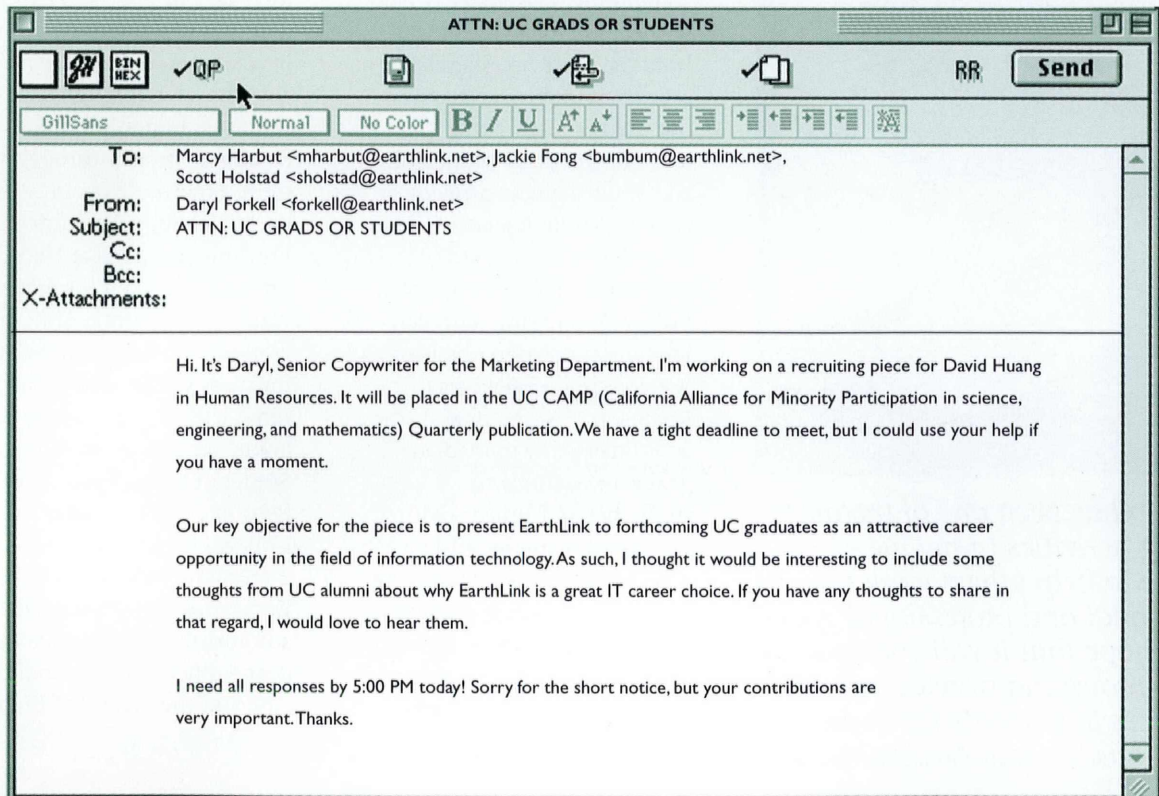 ATTN: UC GRADS OR STUDENTS
BIN
HEX
QP
RR
Send
GillSans
Normal
No Color
B I U A A
To: Marcy Harbut <mharbut@earthlink.net>, Jackie Fong <bumbum@earthlink.net>,
Scott Holstad <sholstad@earthlink.net>
From: Daryl Forkell <forkell@earthlink.net>
Subject: ATTN: UC GRADS OR STUDENTS
Cc:
Bcc:
X-Attachments:
Hi. It's Daryl, Senior Copywriter for the Marketing Department. I'm working on a recruiting piece for David Huang
in Human Resources. It will be placed in the UC CAMP (California Alliance for Minority Participation in science,
engineering, and mathematics) Quarterly publication. We have a tight deadline to meet, but I could use your help if
you have a moment.
Our key objective for the piece is to present EarthLink to forthcoming UC graduates as an attractive career
opportunity in the field of information technology. As such, I thought it would be interesting to include some
thoughts from UC alumni about why EarthLink is a great IT career choice. If you have any thoughts to share in
that regard, I would love to hear them.
I need all responses by 5:00 PM today! Sorry for the short notice, but your contributions are
very important. Thanks.